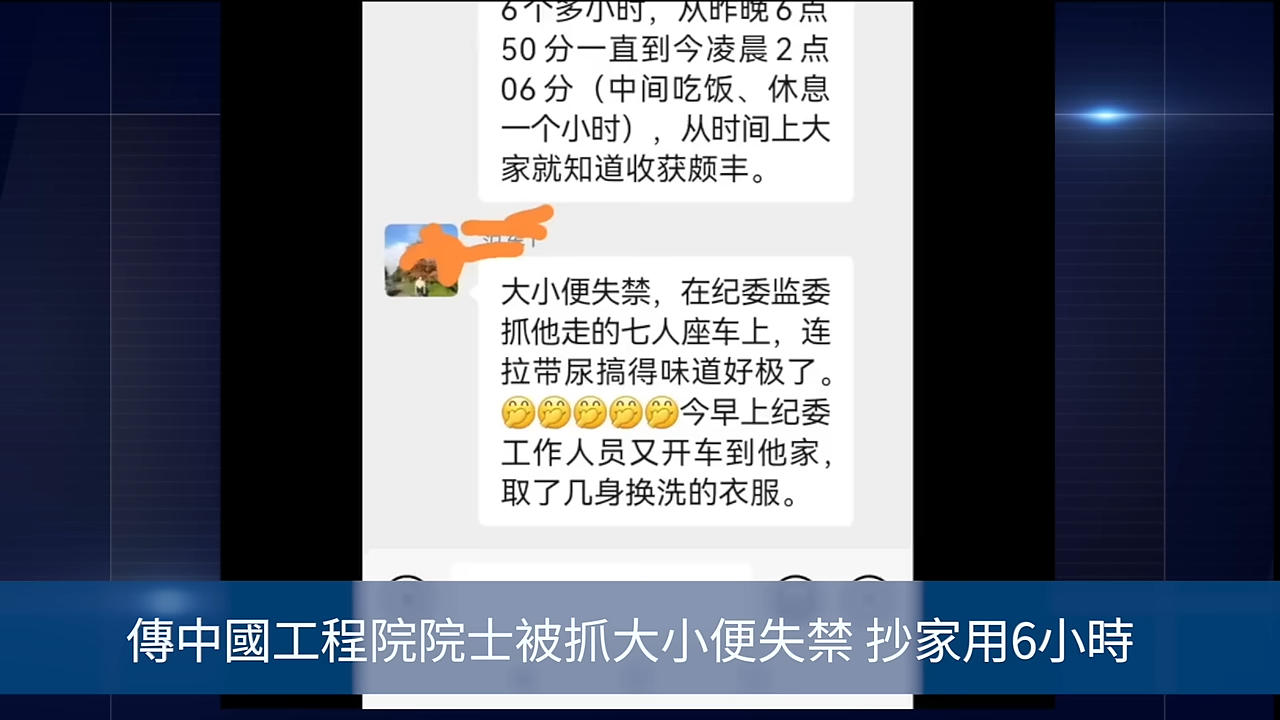 6个多小时，从昨晚6点
50分一直到今凌晨2点
06分（中间吃饭、休息
一个小时），从时间上大
家就知道收获颇丰。
大小便失禁，在纪委监委
抓他走的七人座车上，连
拉带尿搞得味道好极了。
🤭🤭🤭🤭🤭今早上纪委
工作人员又开车到他家，
取了几身换洗的衣服。
傳中國工程院院士被抓大小便失禁 抄家用6小時